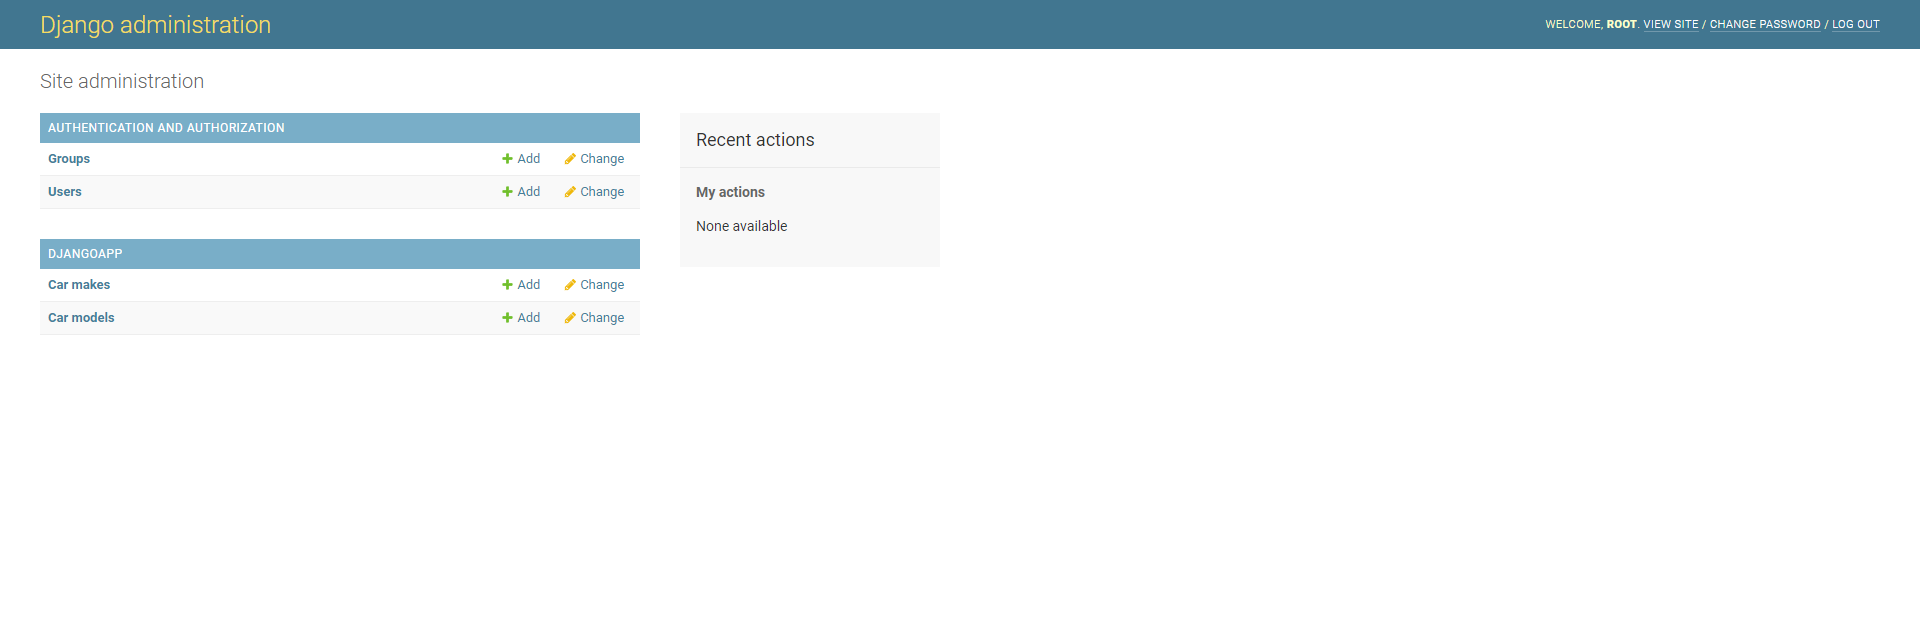 Django administration
WELCOME, ROOT. VIEW SITE / CHANGE PASSWORD / LOG OUT
Site administration
AUTHENTICATION AND AUTHORIZATION
Groups Add Change
Users Add Change
DJANGOAPP
Car makes Add Change
Car models Add Change
Recent actions
My actions
None available